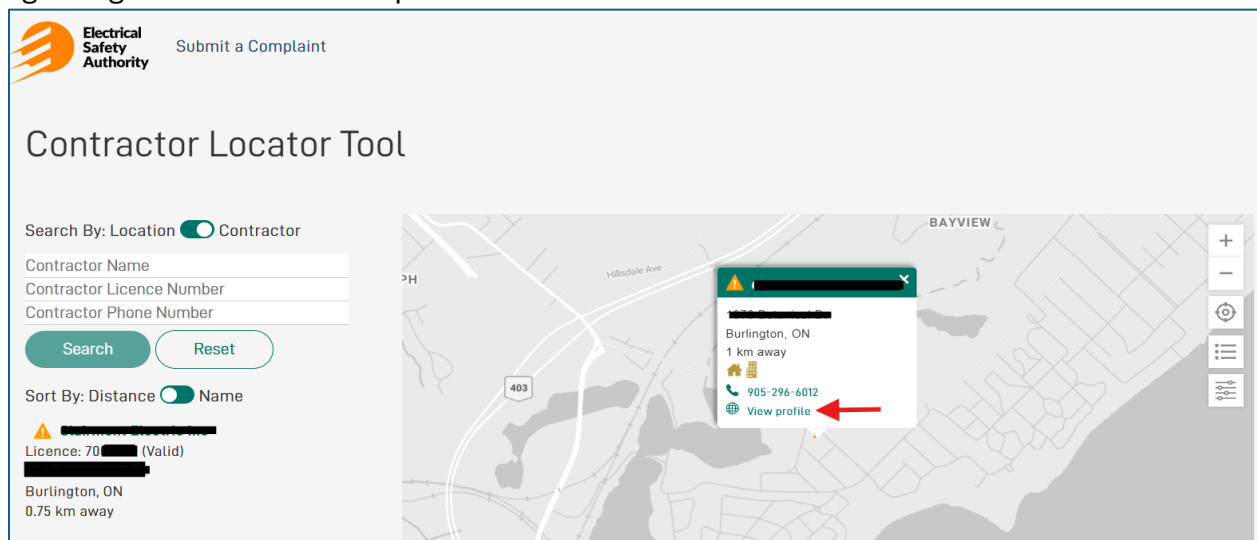 Electrical
Safety
Authority
Submit a Complaint
Contractor Locator Tool
Search By: Location Contractor
Contractor Name
Contractor Licence Number
Contractor Phone Number
Search Reset
Sort By: Distance Name
Licence: 70 (Valid)
Burlington, ON
0.75 km away
BAYVIEW
Hillsdale Ave
PH
403
Burlington, ON
1 km away
905-296-6012
View profile